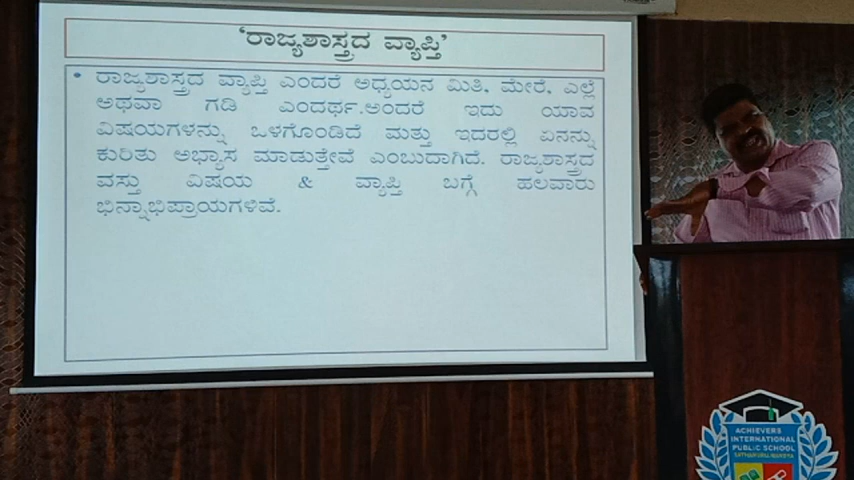 ‘ರಾಜ್ಯಶಾಸ್ತ್ರದ ವ್ಯಾಪ್ತಿ’
• ರಾಜ್ಯಶಾಸ್ತ್ರದ ವ್ಯಾಪ್ತಿ ಎಂದರೆ ಅಧ್ಯಯನ ಮಿತಿ, ಮೇರೆ, ಎಲ್ಲೆ
ಅಥವಾ ಗಡಿ ಎಂದರ್ಥ.ಅಂದರೆ ಇದು ಯಾವ
ವಿಷಯಗಳನ್ನು ಒಳಗೊಂಡಿದೆ ಮತ್ತು ಇದರಲ್ಲಿ ಏನನ್ನು
ಕುರಿತು ಅಭ್ಯಾಸ ಮಾಡುತ್ತೇವೆ ಎಂಬುದಾಗಿದೆ. ರಾಜ್ಯಶಾಸ್ತ್ರದ
ವಸ್ತು ವಿಷಯ & ವ್ಯಾಪ್ತಿ ಬಗ್ಗೆ ಹಲವಾರು
ಭಿನ್ನಾಭಿಪ್ರಾಯಗಳಿವೆ.
ACHIEVERS
INTERNATIONAL
PUBLIC SCHOOL